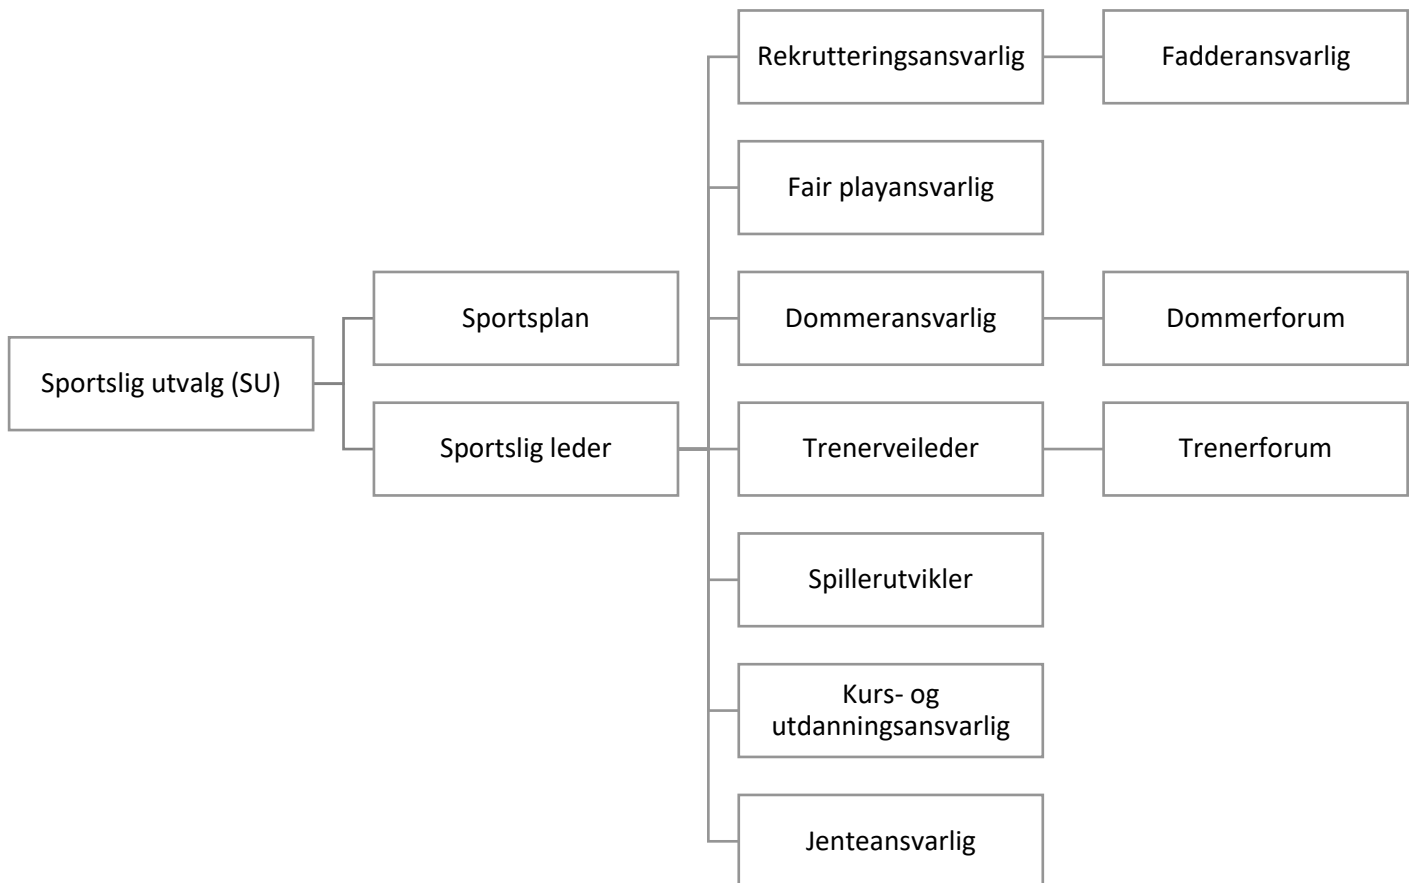 Rekrutteringsansvarlig
Fadderansvarlig
Fair playansvarlig
Sportsplan
Dommeransvarlig
Dommerforum
Sportslig utvalg (SU)
Sportslig leder
Trenerveileder
Trenerforum
Spillerutvikler
Kurs- og
utdanningsansvarlig
Jenteansvarlig